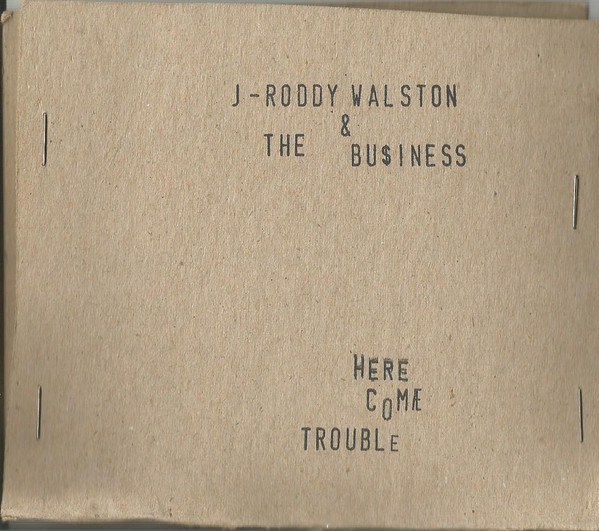 J-RODDY WALSTON
&
THE BU$INESS
HERE
COMÆ
TROUBLe